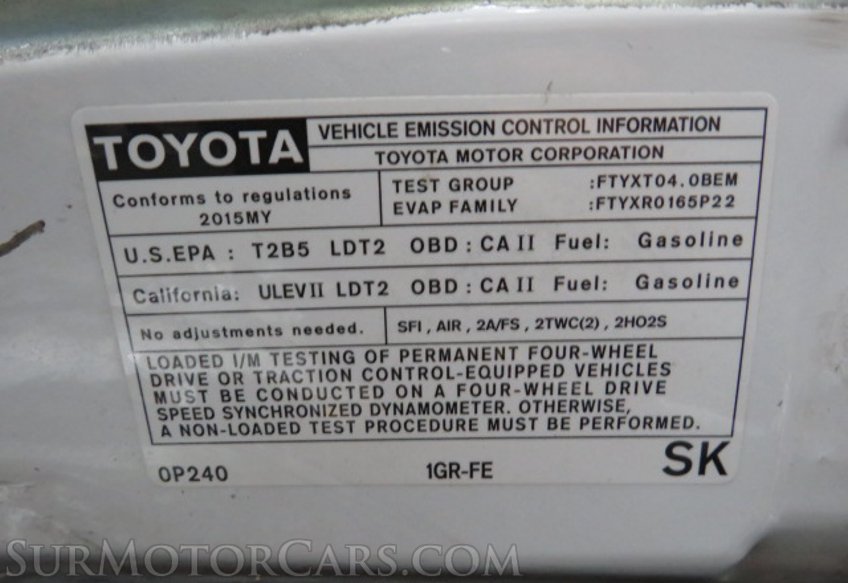 TOYOTA
VEHICLE EMISSION CONTROL INFORMATION
TOYOTA MOTOR CORPORATION
Conforms to regulations
2015MY
TEST GROUP :FTYXT04.0BEM
EVAP FAMILY :FTYXR0165P22
U.S.EPA : T2B5 LDT2 OBD : CA II Fuel: Gasoline
California: ULEVII LDT2 OBD : CA II Fuel: Gasoline
No adjustments needed.
SFI , AIR , 2A/FS , 2TWC(2) , 2HO2S
LOADED I/M TESTING OF PERMANENT FOUR-WHEEL
DRIVE OR TRACTION CONTROL-EQUIPPED VEHICLES
MUST BE CONDUCTED ON A FOUR-WHEEL DRIVE
SPEED SYNCHRONIZED DYNAMOMETER. OTHERWISE,
A NON-LOADED TEST PROCEDURE MUST BE PERFORMED.
0P240 1GR-FE SK
SURMOTORCARS.COM